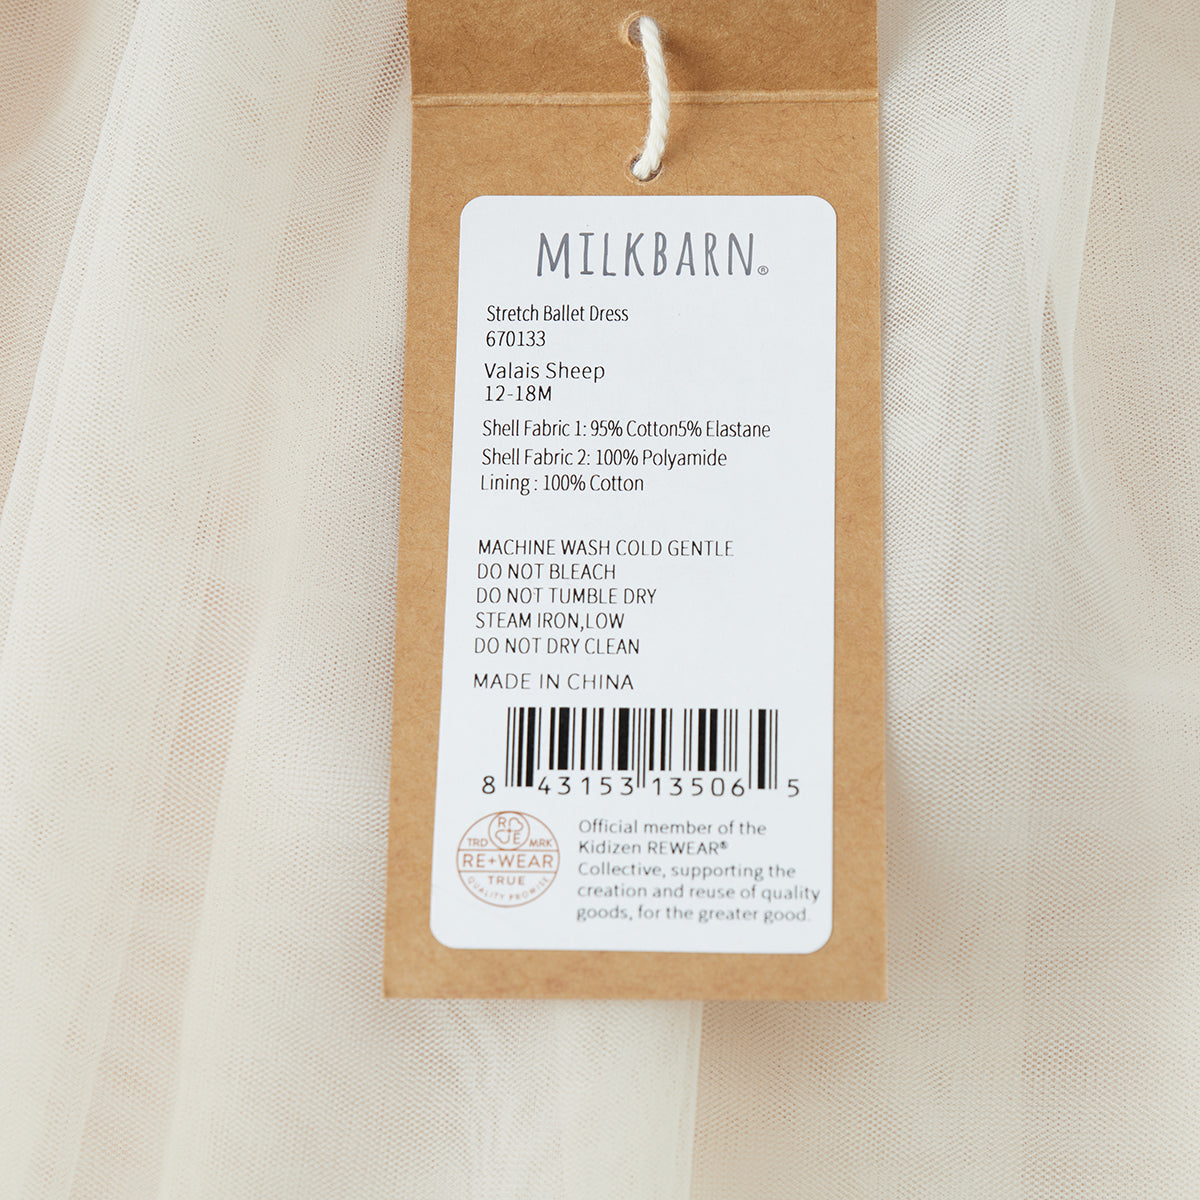 MILKBARN®
Stretch Ballet Dress
670133
Valais Sheep
12-18M
Shell Fabric 1: 95% Cotton5% Elastane
Shell Fabric 2: 100% Polyamide
Lining : 100% Cotton
MACHINE WASH COLD GENTLE
DO NOT BLEACH
DO NOT TUMBLE DRY
STEAM IRON,LOW
DO NOT DRY CLEAN
MADE IN CHINA
8 43153 13506 5
R E
TRD MRK
RE+WEAR
TRUE
QUALITY PROMISE
Official member of the
Kidizen REWEAR®
Collective, supporting the
creation and reuse of quality
goods, for the greater good.